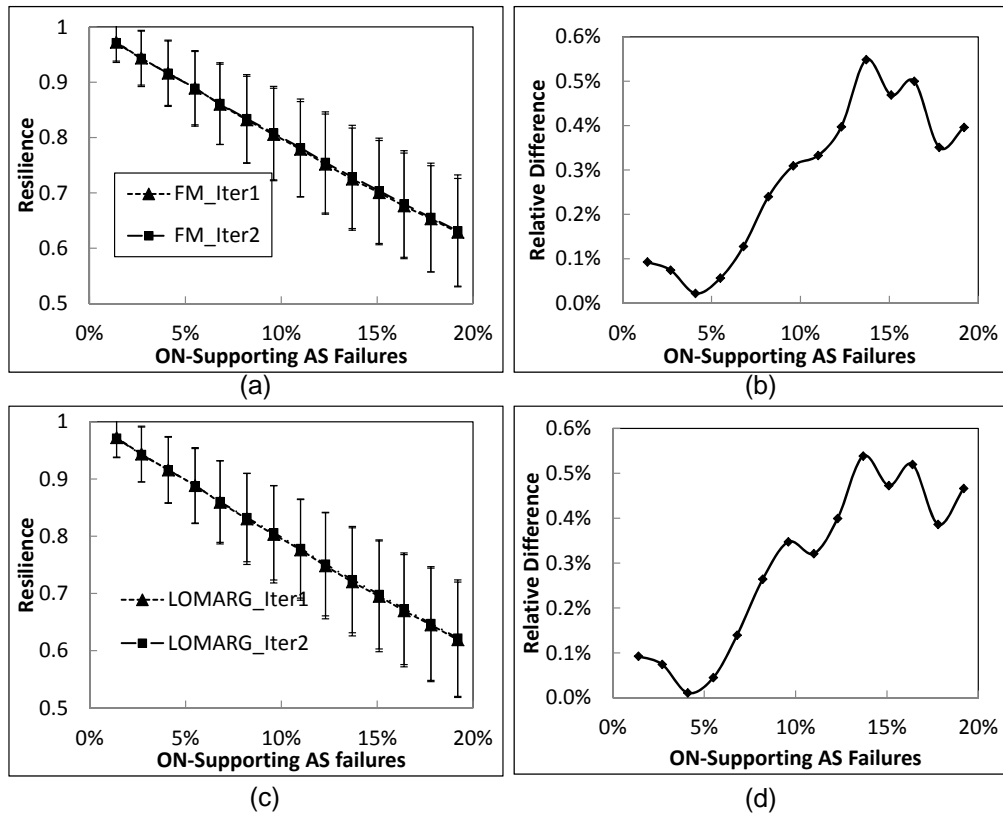 1
0.9
0.8
0.7
0.6
0.5
Resilience
FM_Iter1
FM_Iter2
0%
5%
10%
15%
20%
ON-Supporting AS Failures
(a)
0.6%
0.5%
0.4%
0.3%
0.2%
0.1%
0.0%
Relative Difference
0%
5%
10%
15%
20%
ON-Supporting AS Failures
(b)
1
0.9
0.8
0.7
0.6
0.5
Resilience
LOMARG_Iter1
LOMARG_Iter2
0%
5%
10%
15%
20%
ON-Supporting AS failures
(c)
0.6%
0.5%
0.4%
0.3%
0.2%
0.1%
0.0%
Relative Difference
0%
5%
10%
15%
20%
ON-Supporting AS Failures
(d)